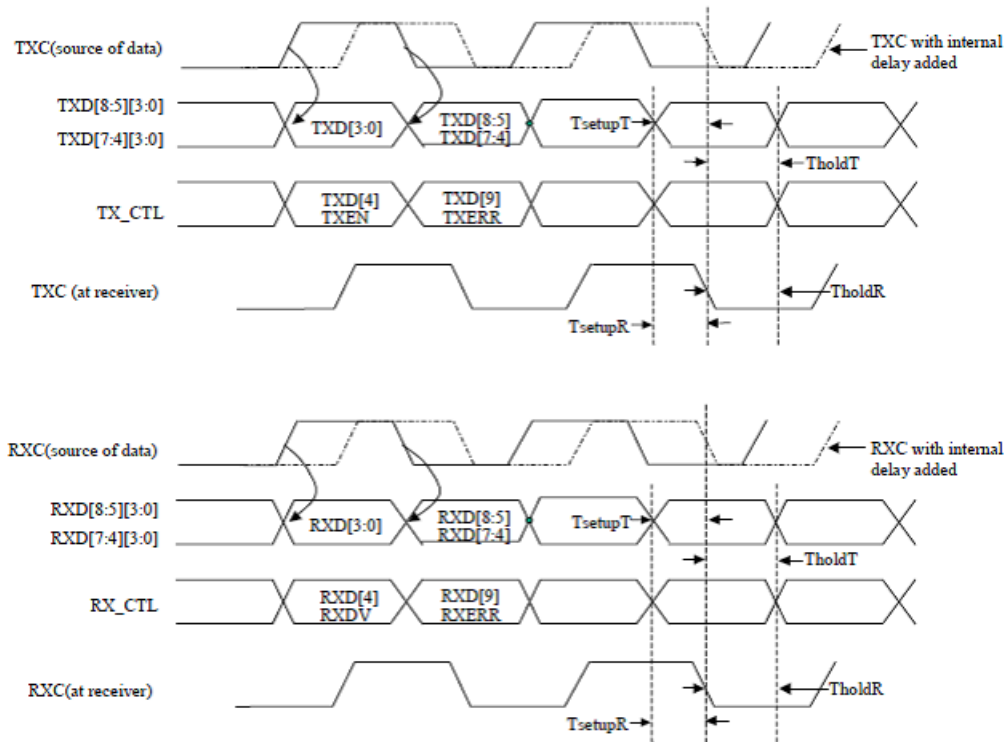 TXC(source of data)
TXC with internal
delay added
TXD[8:5][3:0]
TXD[7:4][3:0]
TXD[3:0]
TXD[8:5]
TXD[7:4]
TsetupT
TholdT
TX_CTL
TXD[4]
TXEN
TXD[9]
TXERR
TXC (at receiver)
TholdR
TsetupR
RXC(source of data)
RXC with internal
delay added
RXD[8:5][3:0]
RXD[7:4][3:0]
RXD[3:0]
RXD[8:5]
RXD[7:4]
TsetupT
TholdT
RX_CTL
RXD[4]
RXDV
RXD[9]
RXERR
RXC(at receiver)
TholdR
TsetupR